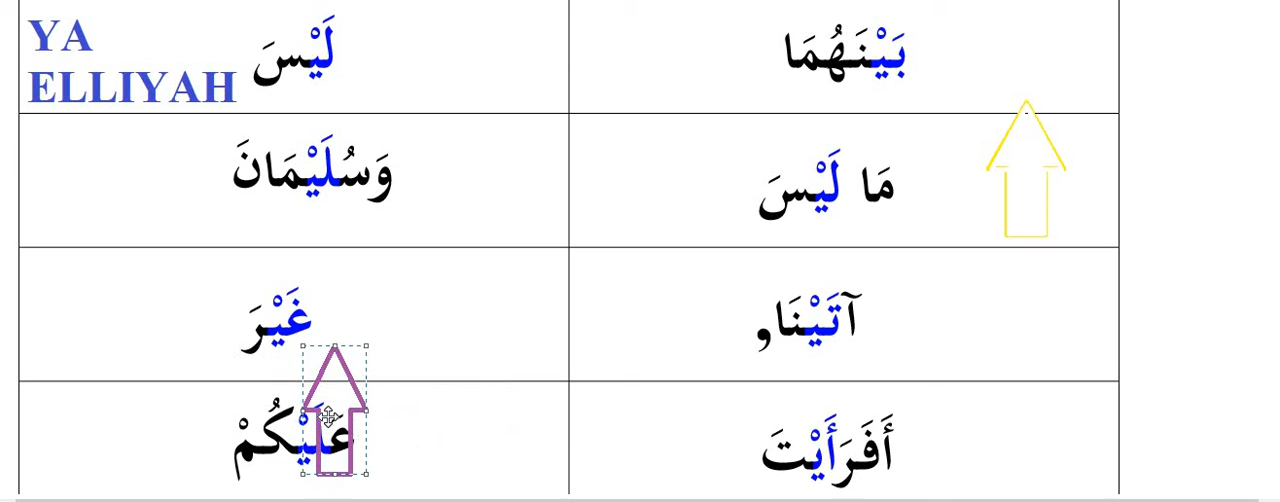 بَيْنَهُمَا
YA
ELLIYAH
لَيْسَ
مَا لَيْسَ
وَسُلَيْمَانَ
آتَيْنَاو
غَيْرَ
أَفَرَأَيْتَ
عَلَيْكُمْ